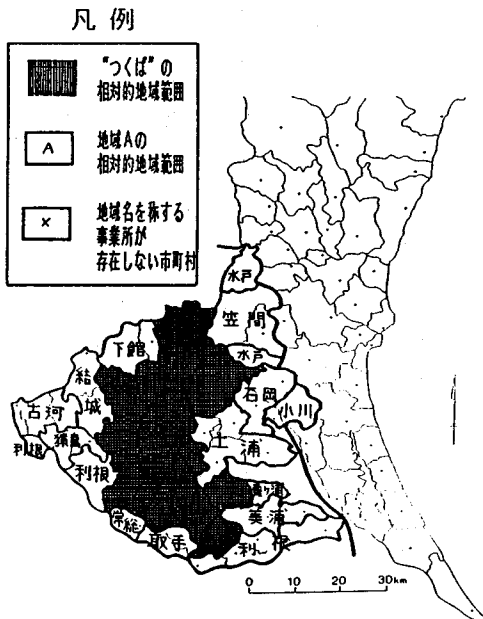 凡例
“つくば”の
相対的地域範囲
A
地域Aの
相対的地域範囲
×
地域名を称する
事業所が
存在しない市町村
水戸
笠間
水戸
下館
結城
石岡
小川
古河
土浦
利根
猿島
利根
霞ヶ浦
美浦
常総
取手
利根
0 10 20 30km